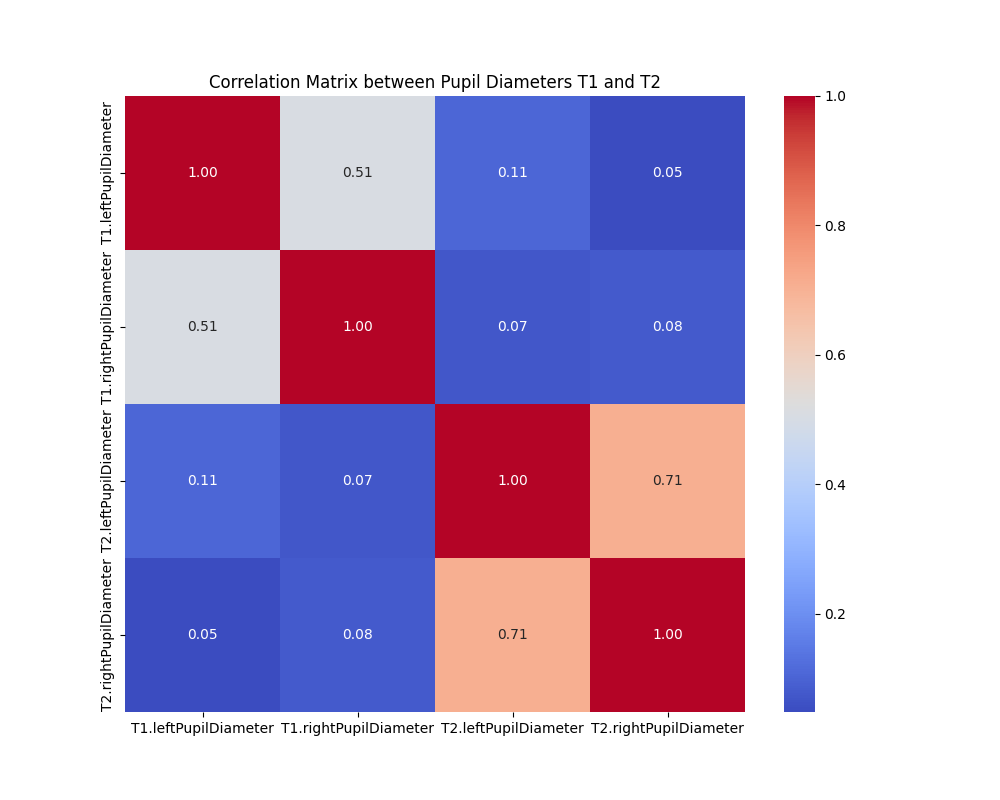 Correlation Matrix between Pupil Diameters T1 and T2
T1.leftPupilDiameter
1.00 0.51 0.11 0.05
T1.rightPupilDiameter
0.51 1.00 0.07 0.08
T2.leftPupilDiameter
0.11 0.07 1.00 0.71
T2.rightPupilDiameter
0.05 0.08 0.71 1.00
T1.leftPupilDiameter T1.rightPupilDiameter T2.leftPupilDiameter T2.rightPupilDiameter
1.0
0.8
0.6
0.4
0.2